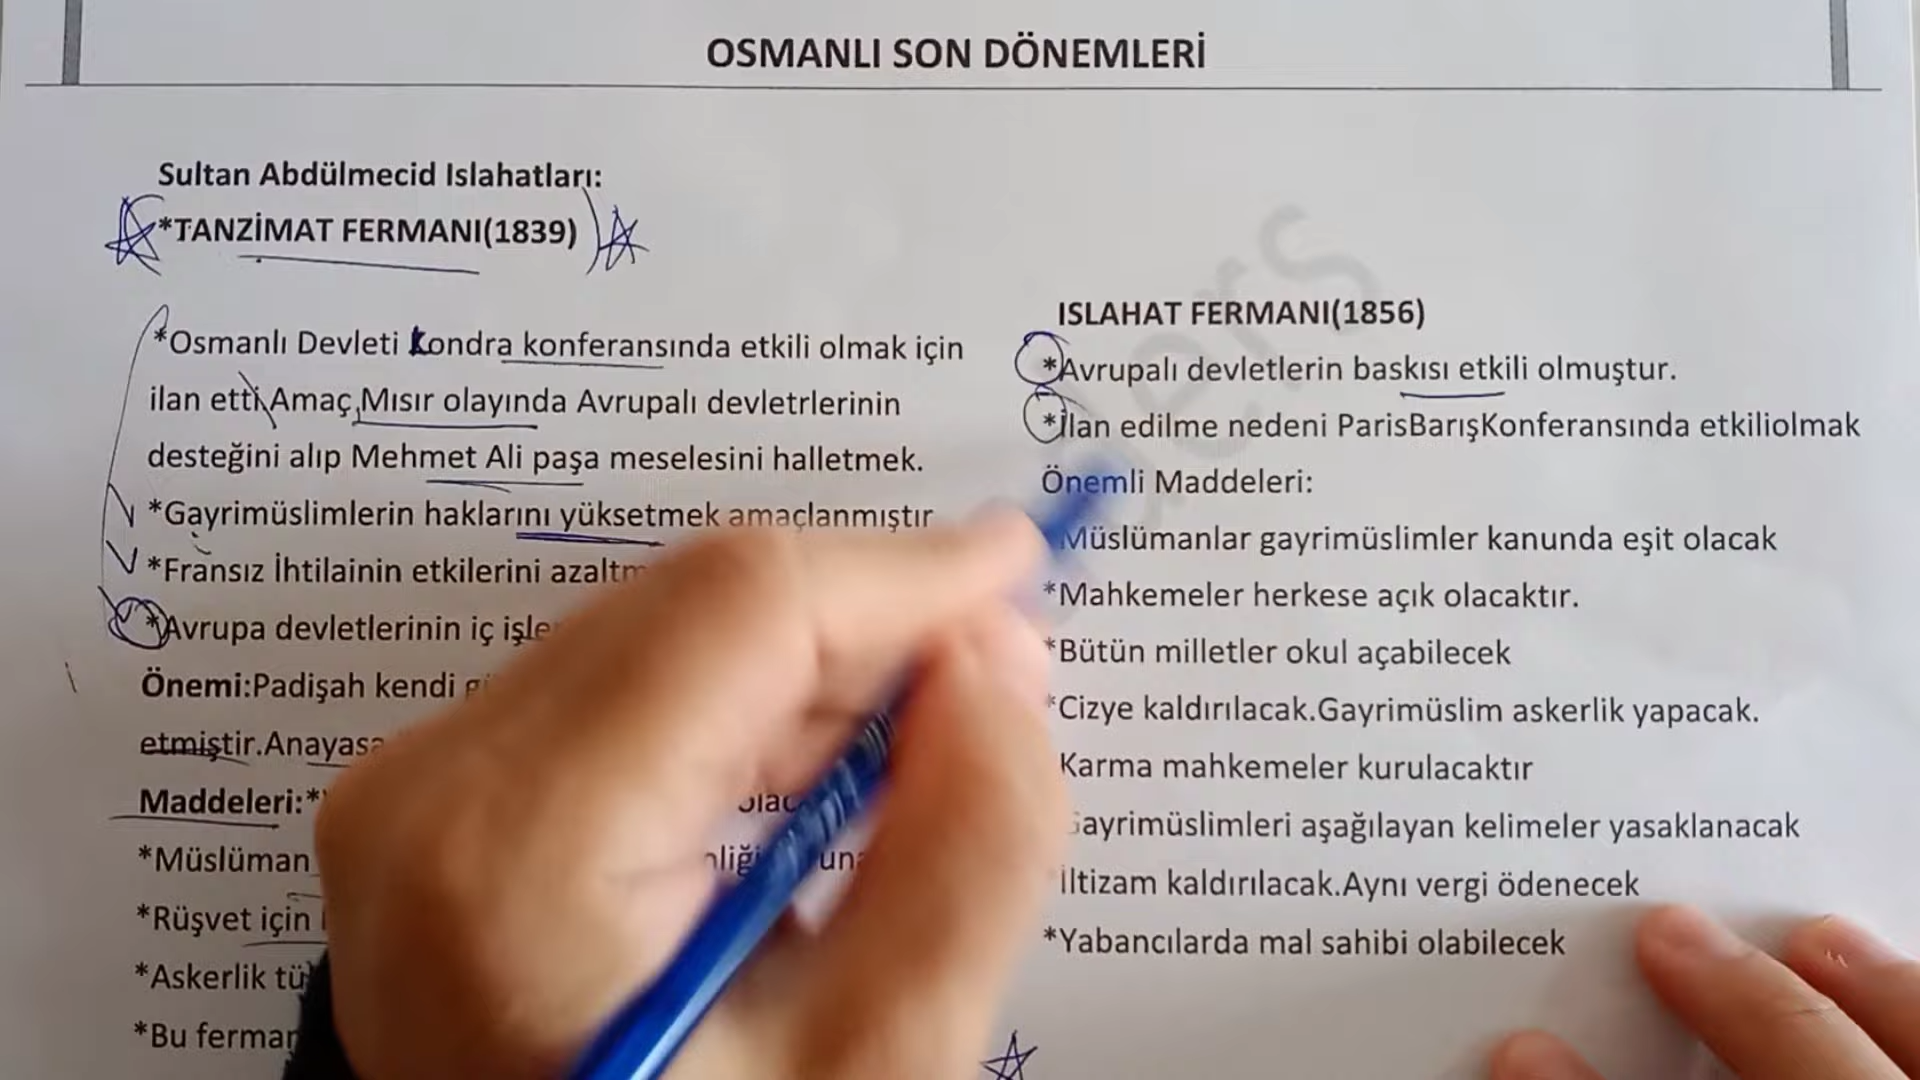 OSMANLI SON DÖNEMLERİ
Sultan Abdülmecid Islahatları:
*TANZİMAT FERMANI(1839)
*Osmanlı Devleti Londra konferansında etkili olmak için
ilan etti.Amaç,Mısır olayında Avrupalı devletrlerinin
desteğini alıp Mehmet Ali paşa meselesini halletmek.
*Gayrimüslimlerin haklarını yüksetmek amaçlanmıştır
*Fransız İhtilainin etkilerini
*Avrupa devletlerinin iç
Önemi:Padişah kendi
etmiştir.Anayasa
Maddeleri:*
*Müslüman
*Rüşvet için
*Askerlik
*Bu
ISLAHAT FERMANI(1856)
*Avrupalı devletlerin baskısı etkili olmuştur.
*İlan edilme nedeni ParisBarışKonferansında etkiliolmak
Önemli Maddeleri:
Müslümanlar gayrimüslimler kanunda eşit olacak
*Mahkemeler herkese açık olacaktır.
*Bütün milletler okul açabilecek
*Cizye kaldırılacak.Gayrimüslim askerlik yapacak.
Karma mahkemeler kurulacaktır
Gayrimüslimleri aşağılayan kelimeler yasaklanacak
İltizam kaldırılacak.Aynı vergi ödenecek
*Yabancılarda mal sahibi olabilecek